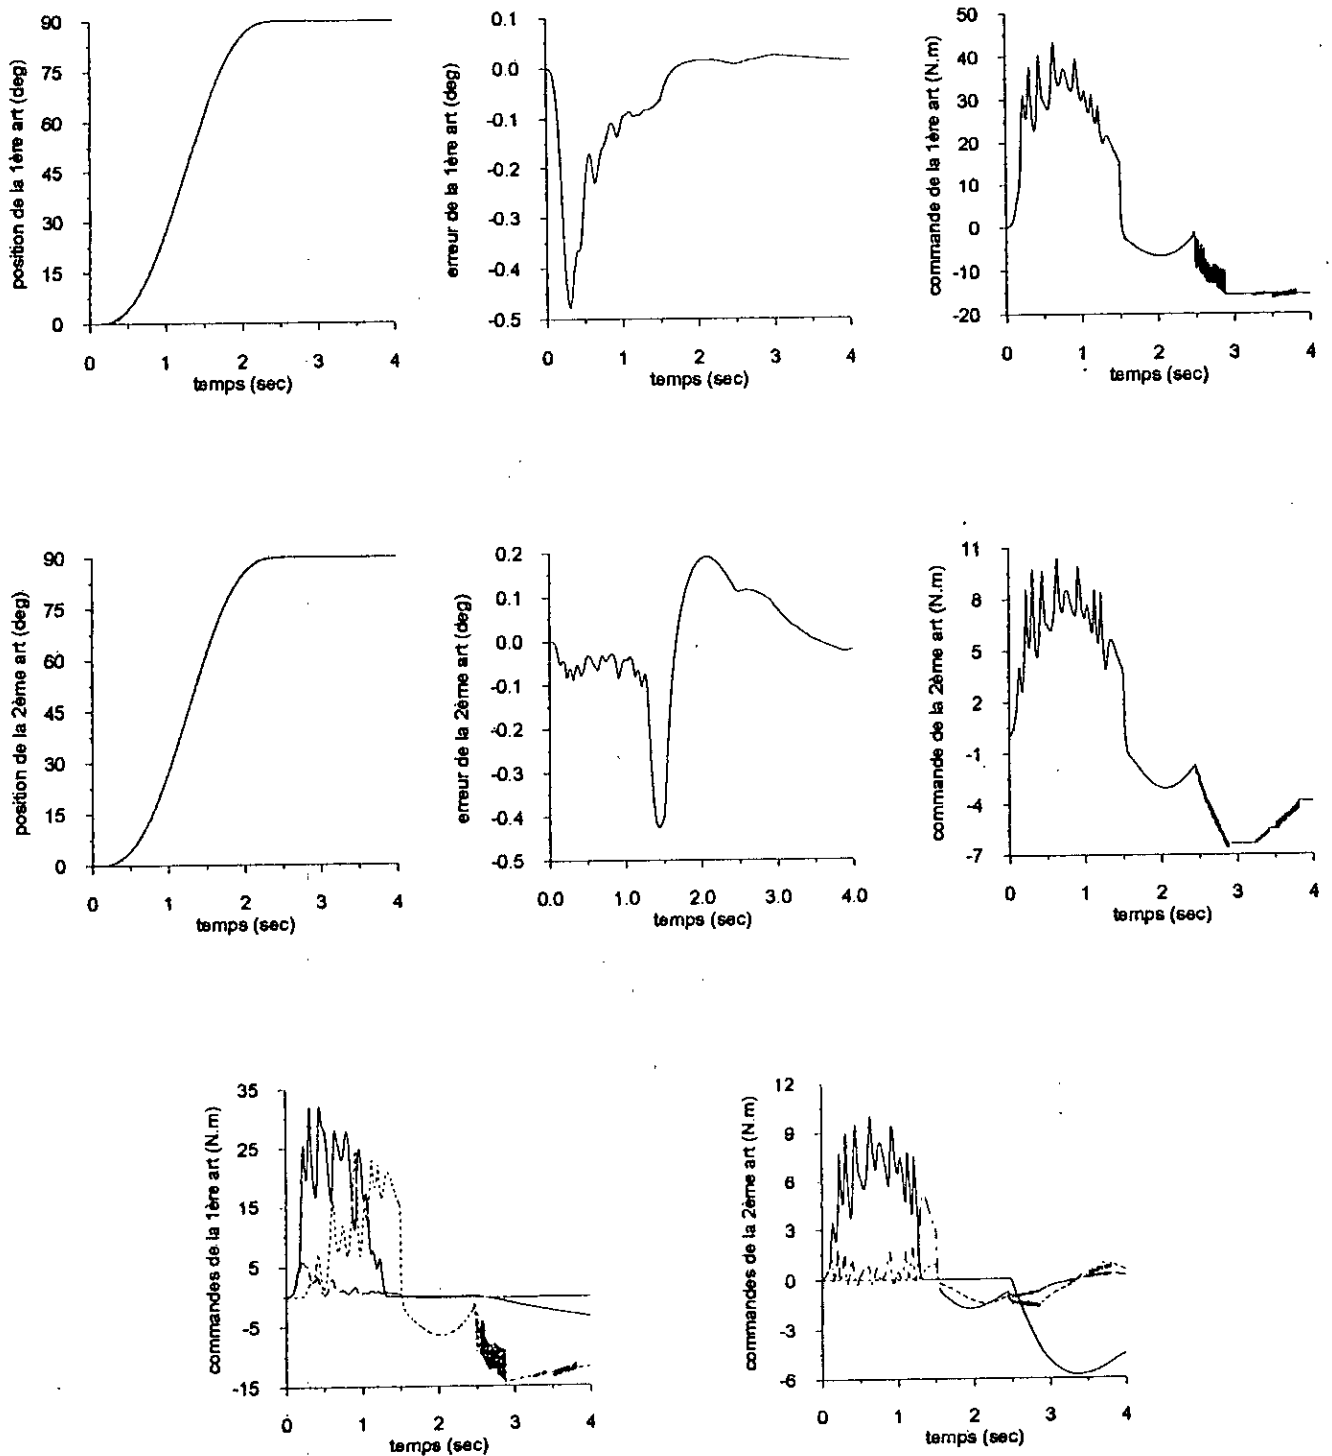 position de la 1ère art (deg)
90
75
60
45
30
15
0
0 1 2 3 4
temps (sec)
erreur de la 1ère art (deg)
0.1
0.0
-0.1
-0.2
-0.3
-0.4
-0.5
0 1 2 3 4
temps (sec)
commande de la 1ère art (N.m)
50
40
30
20
10
0
-10
-20
0 1 2 3 4
temps (sec)
position de la 2ème art (deg)
90
75
60
45
30
15
0
0 1 2 3 4
temps (sec)
erreur de la 2ème art (deg)
0.2
0.1
0.0
-0.1
-0.2
-0.3
-0.4
-0.5
0.0 1.0 2.0 3.0 4.0
temps (sec)
commande de la 2ème art (N.m)
11
8
5
2
-1
-4
-7
0 1 2 3 4
temps (sec)
commandes de la 1ère art (N.m)
35
25
15
5
-5
-15
0 1 2 3 4
temps (sec)
commandes de la 2ème art (N.m)
12
9
6
3
0
-3
-6
0 1 2 3 4
temps (sec)